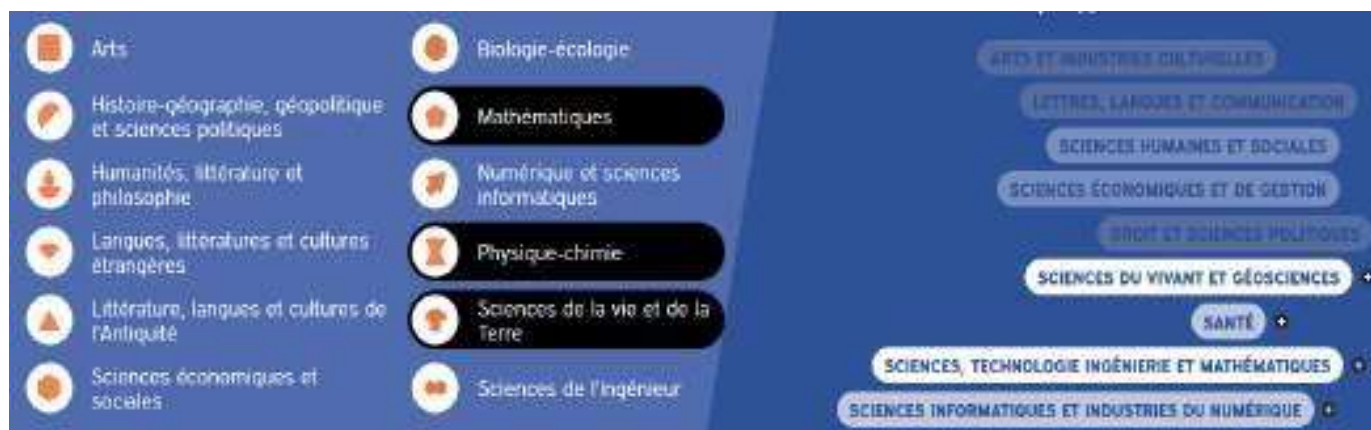 Arts
Histoire-géographie, géopolitique
et sciences politiques
Humanités, littérature et
philosophie
Langues, littératures et cultures
étrangères
Littérature, langues et cultures de
l'Antiquité
Sciences économiques et
sociales
Biologie-écologie
Mathématiques
Numérique et sciences
informatiques
Physique-chimie
Sciences de la vie et de la
Terre
Sciences de l'ingénieur
ARTS ET INDUSTRIES CULTURELLES
LETTRES, LANGUES ET COMMUNICATION
SCIENCES HUMAINES ET SOCIALES
SCIENCES ÉCONOMIQUES ET DE GESTION
DROIT ET SCIENCES POLITIQUES
SCIENCES DU VIVANT ET GÉOSCIENCES
SANTÉ
SCIENCES, TECHNOLOGIE INGÉNIERIE ET MATHÉMATIQUES
SCIENCES INFORMATIQUES ET INDUSTRIES DU NUMÉRIQUE